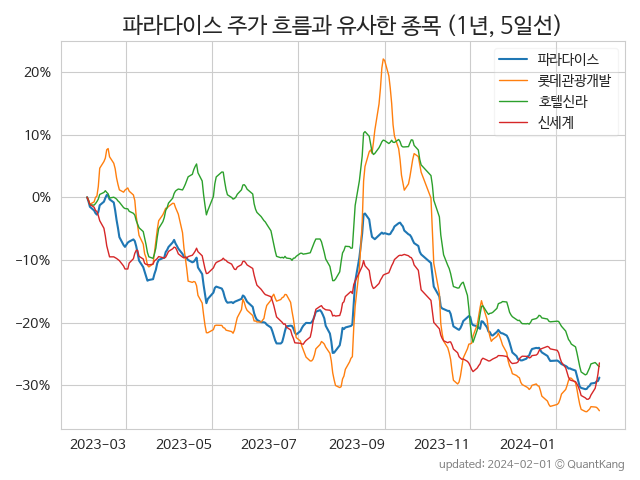 파라다이스 주가 흐름과 유사한 종목 (1년, 5일선)
파라다이스
롯데관광개발
호텔신라
신세계
20%
10%
0%
−10%
−20%
−30%
2023-03 2023-05 2023-07 2023-09 2023-11 2024-01
updated: 2024-02-01 © QuantKang